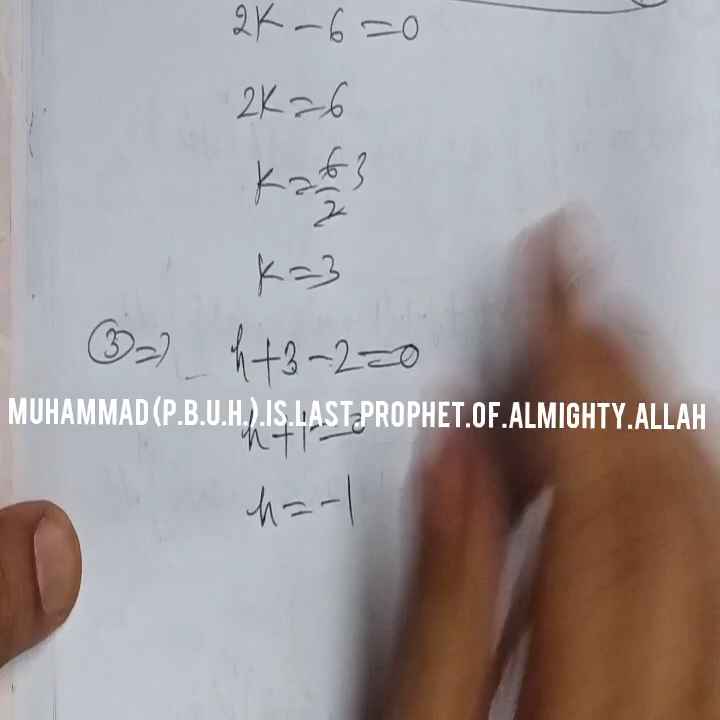 2K - 6 = 0
2K = 6
K = 6/2 3
K = 3
③ => h + 3 - 2 = 0
MUHAMMAD(P.B.U.H.).IS.LAST.PROPHET.OF.ALMIGHTY.ALLAH
h + 1 = 0
h = -1